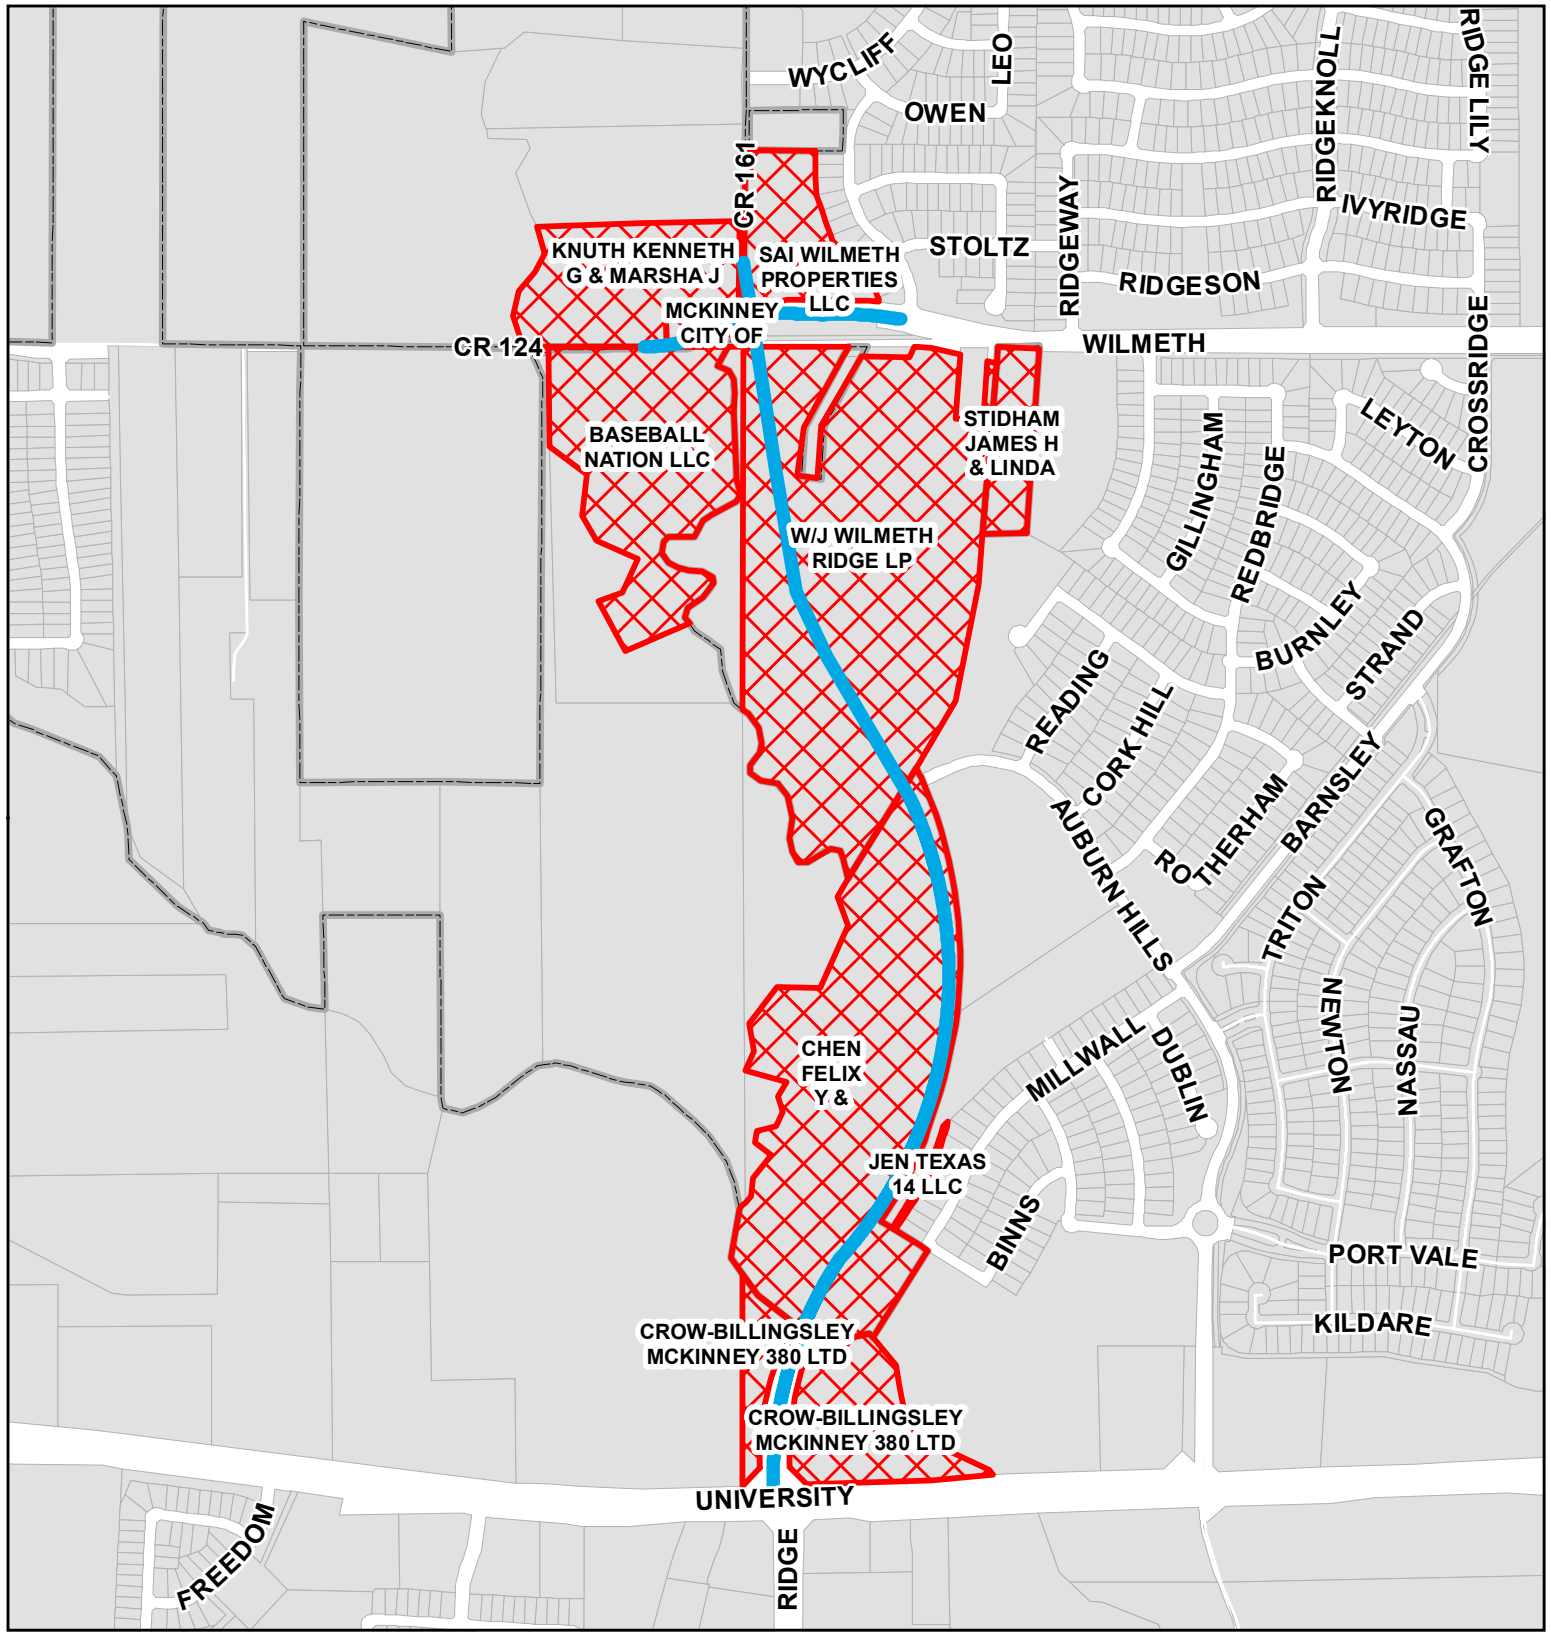 WYCLIFF
LEO
OWEN
RIDGEKNOLL
RIDGE LILY
CR 161
RIDGEWAY
IVYRIDGE
STOLTZ
RIDGESON
KNUTH KENNETH
G & MARSHA J
SAI WILMETH
PROPERTIES
LLC
MCKINNEY
CITY OF
CR 124
WILMETH
CROSSRIDGE
BASEBALL
NATION LLC
STIDHAM
JAMES H
& LINDA
LEYTON
GILLINGHAM
REDBRIDGE
W/J WILMETH
RIDGE LP
BURNLEY
STRAND
READING
CORK HILL
BARNSLEY
ROTHERHAM
AUBURN HILLS
GRAFTON
TRITON
NEWTON
NASSAU
CHEN
FELIX
Y &
MILLWALL
DUBLIN
JEN TEXAS
14 LLC
BINNS
PORT VALE
KILDARE
CROW-BILLINGSLEY
MCKINNEY 380 LTD
CROW-BILLINGSLEY
MCKINNEY 380 LTD
UNIVERSITY
FREEDOM
RIDGE